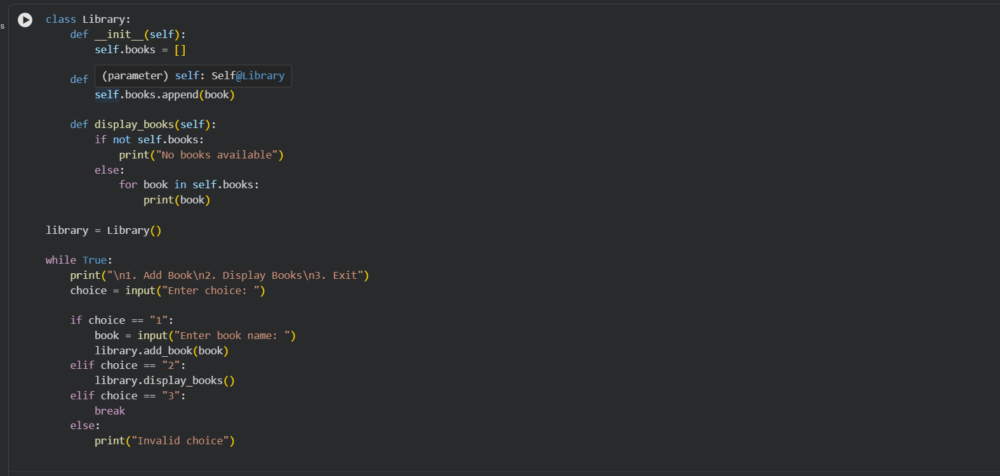 s
class Library:
    def __init__(self):
        self.books = []
    def
(parameter) self: Self@Library
        self.books.append(book)
    def display_books(self):
        if not self.books:
            print("No books available")
        else:
            for book in self.books:
                print(book)
library = Library()
while True:
    print("\n1. Add Book\n2. Display Books\n3. Exit")
    choice = input("Enter choice: ")
    if choice == "1":
        book = input("Enter book name: ")
        library.add_book(book)
    elif choice == "2":
        library.display_books()
    elif choice == "3":
        break
    else:
        print("Invalid choice")